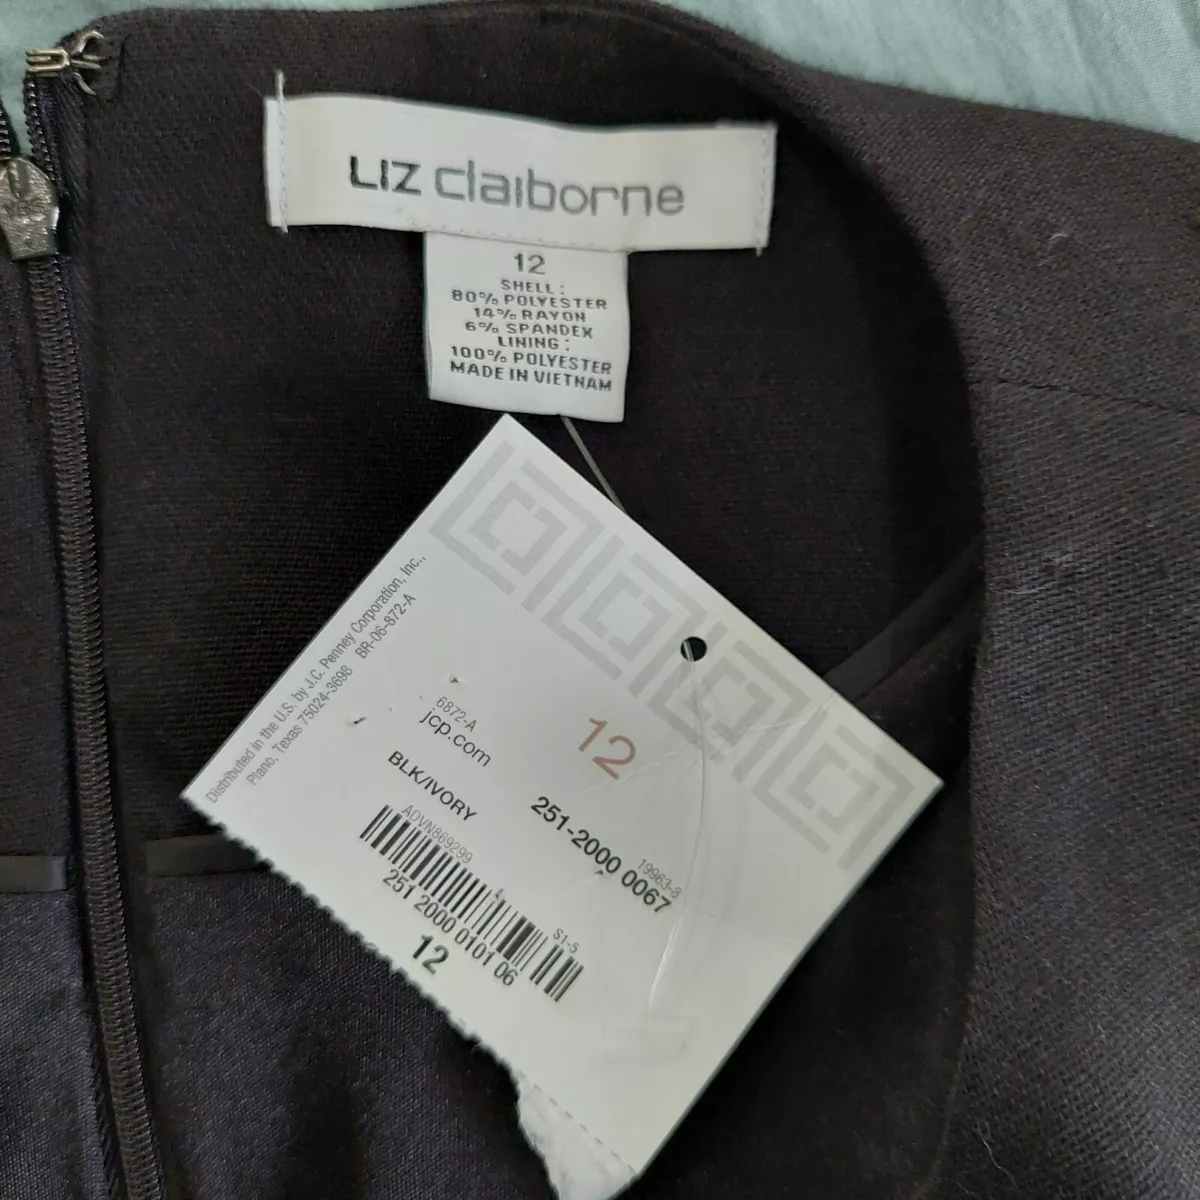 LIZ claiborne
12
SHELL:
80% POLYESTER
14% RAYON
6% SPANDEX
LINING:
100% POLYESTER
MADE IN VIETNAM
Distributed in the U.S. by J.C. Penney Corporation, Inc.,
Plano, Texas 75024-3698 BR-06-872-A
6872-A
jcp.com
12
BLK/IVORY
251-2000 0067
19963-8
ADVN869299
S1-5
251 2000 0101 06
12